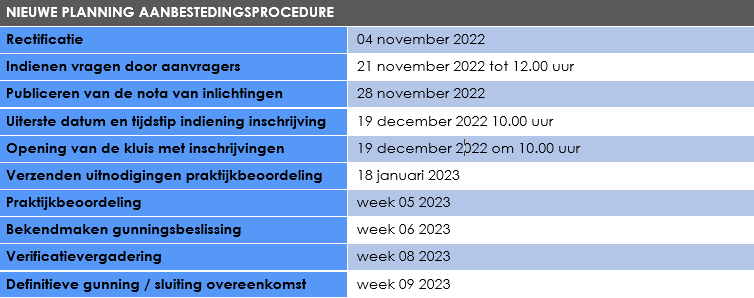 NIEUWE PLANNING AANBESTEDINGSPROCEDURE
Rectificatie 04 november 2022
Indienen vragen door aanvragers 21 november 2022 tot 12.00 uur
Publiceren van de nota van inlichtingen 28 november 2022
Uiterste datum en tijdstip indiening inschrijving 19 december 2022 10.00 uur
Opening van de kluis met inschrijvingen 19 december 2022 om 10.00 uur
Verzenden uitnodigingen praktijkbeoordeling 18 januari 2023
Praktijkbeoordeling week 05 2023
Bekendmaken gunningsbeslissing week 06 2023
Verificatievergadering week 08 2023
Definitieve gunning / sluiting overeenkomst week 09 2023